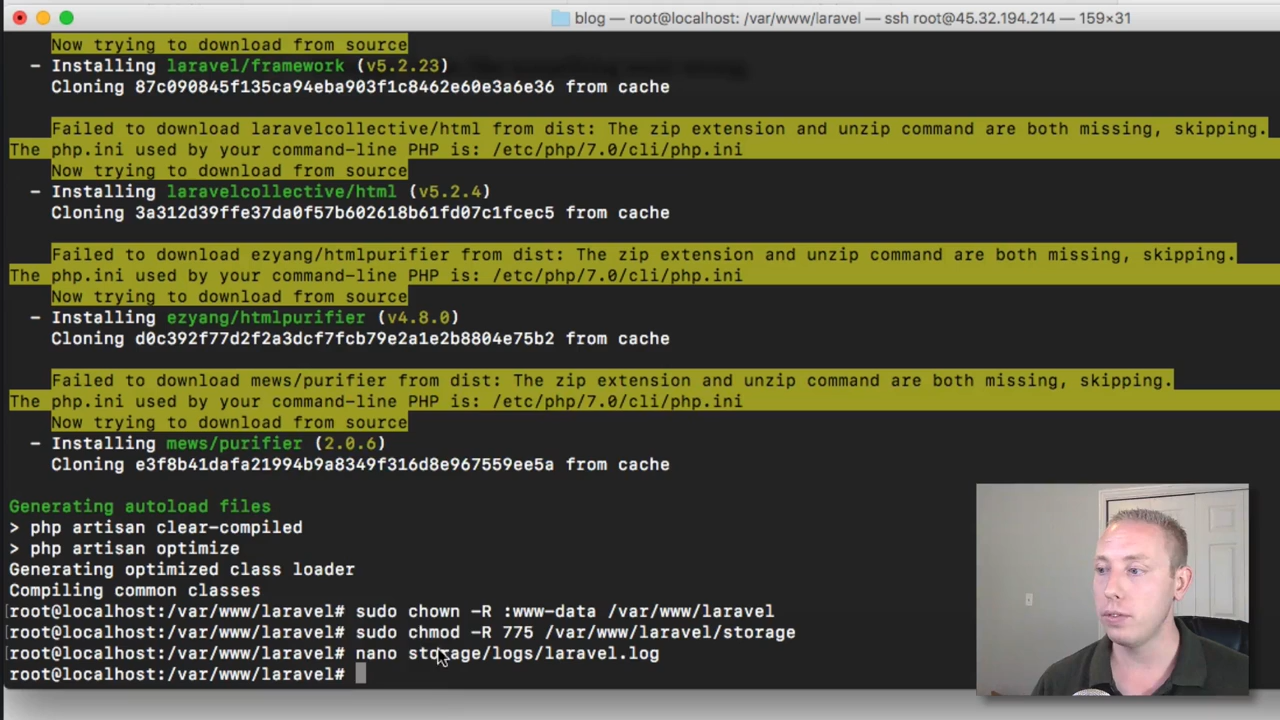 blog — root@localhost: /var/www/laravel — ssh root@45.32.194.214 — 159×31
Now trying to download from source
- Installing laravel/framework (v5.2.23)
Cloning 87c090845f135ca94eba903f1c8462e60e3a6e36 from cache
Failed to download laravelcollective/html from dist: The zip extension and unzip command are both missing, skipping.
The php.ini used by your command-line PHP is: /etc/php/7.0/cli/php.ini
Now trying to download from source
- Installing laravelcollective/html (v5.2.4)
Cloning 3a312d39ffe37da0f57b602618b61fd07c1fcec5 from cache
Failed to download ezyang/htmlpurifier from dist: The zip extension and unzip command are both missing, skipping.
The php.ini used by your command-line PHP is: /etc/php/7.0/cli/php.ini
Now trying to download from source
- Installing ezyang/htmlpurifier (v4.8.0)
Cloning d0c392f77d2f2a3dcf7fcb79e2a1e2b8804e75b2 from cache
Failed to download mews/purifier from dist: The zip extension and unzip command are both missing, skipping.
The php.ini used by your command-line PHP is: /etc/php/7.0/cli/php.ini
Now trying to download from source
- Installing mews/purifier (2.0.6)
Cloning e3f8b41dafa21994b9a8349f316d8e967559ee5a from cache
Generating autoload files
> php artisan clear-compiled
> php artisan optimize
Generating optimized class loader
Compiling common classes
[root@localhost:/var/www/laravel# sudo chown -R :www-data /var/www/laravel
[root@localhost:/var/www/laravel# sudo chmod -R 775 /var/www/laravel/storage
[root@localhost:/var/www/laravel# nano storage/logs/laravel.log
root@localhost:/var/www/laravel#